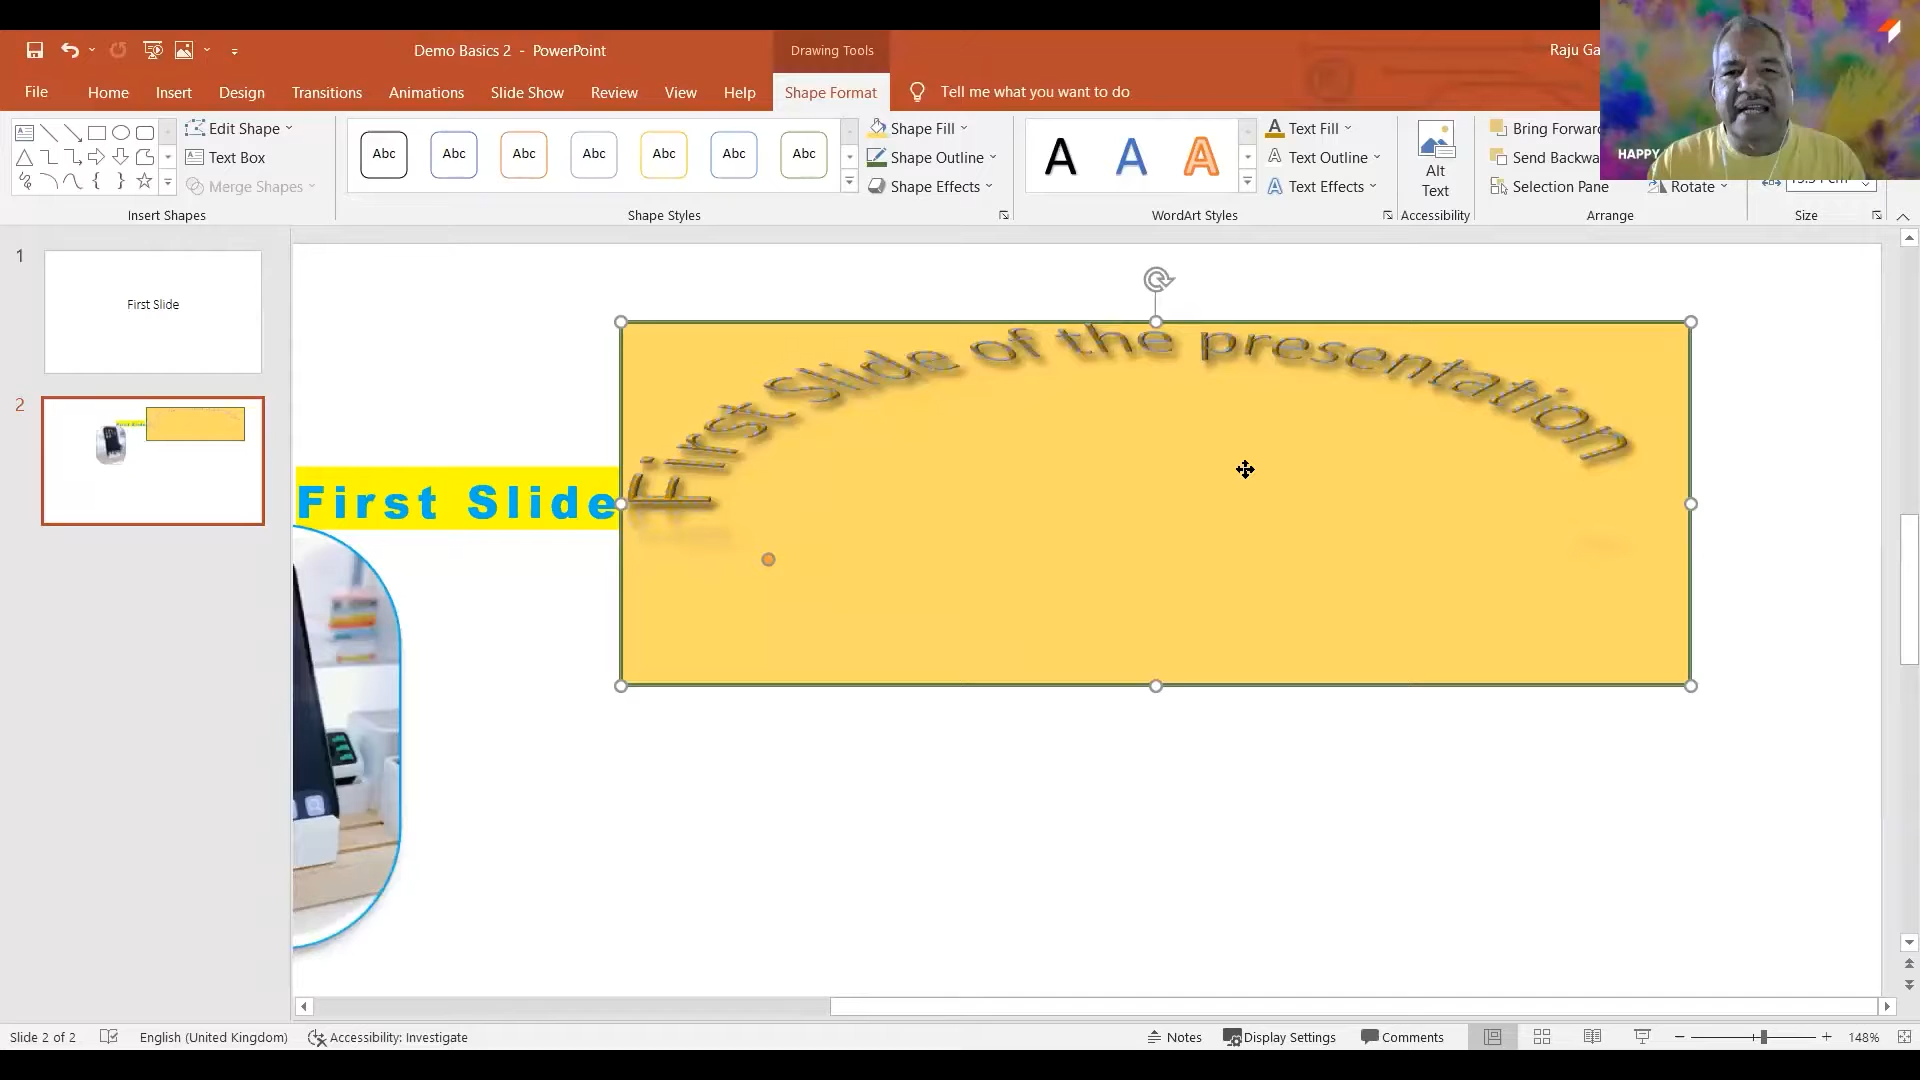 Demo Basics 2 - PowerPoint
Drawing Tools
Raju Ga
File
Home
Insert
Design
Transitions
Animations
Slide Show
Review
View
Help
Shape Format
Tell me what you want to do
HAPPY
Edit Shape
Text Box
Merge Shapes
Insert Shapes
Abc
Abc
Abc
Abc
Abc
Abc
Abc
Shape Fill
Shape Outline
Shape Effects
Shape Styles
A
A
A
Text Fill
Text Outline
Text Effects
WordArt Styles
Alt
Text
Accessibility
Bring Forward
Send Backwa
Selection Pane
Rotate
Arrange
Size
1
First Slide
2
First Slide
First Slide of the presentation
Slide 2 of 2
English (United Kingdom)
Accessibility: Investigate
Notes
Display Settings
Comments
148%